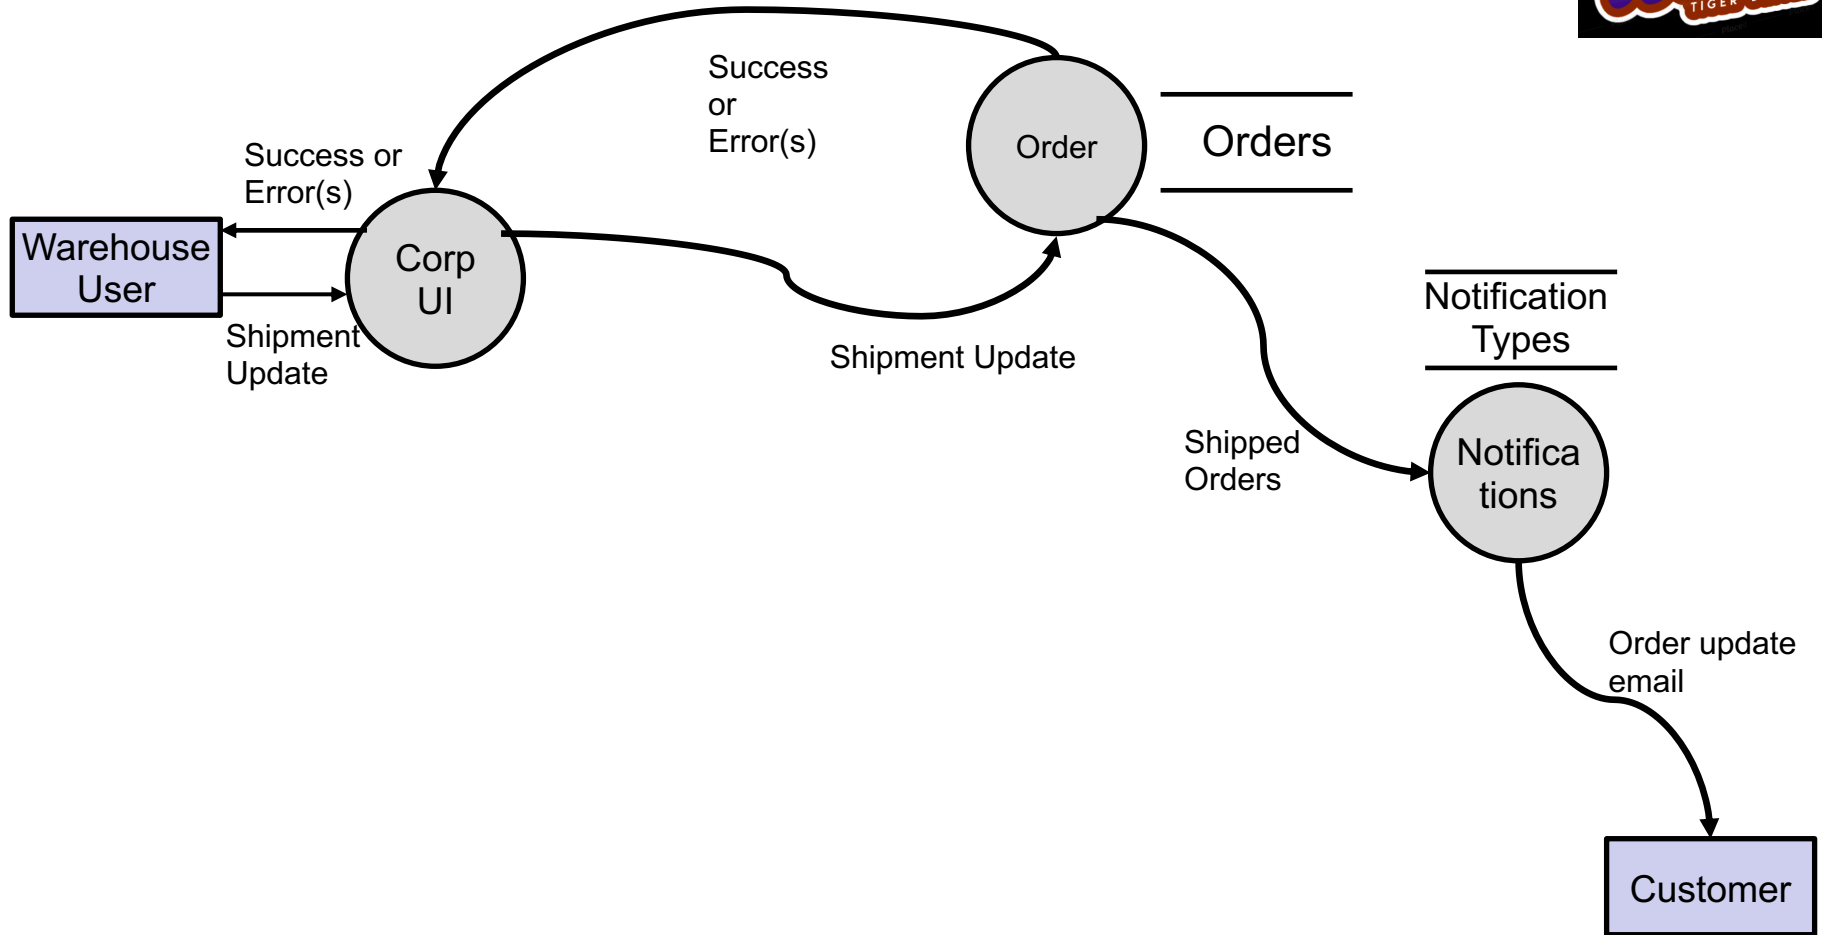 TIGER
Success
or
Error(s)
Order
Orders
Success or
Error(s)
Warehouse
User
Corp
UI
Shipment
Update
Shipment Update
Notification
Types
Shipped
Orders
Notifica
tions
Order update
email
Customer